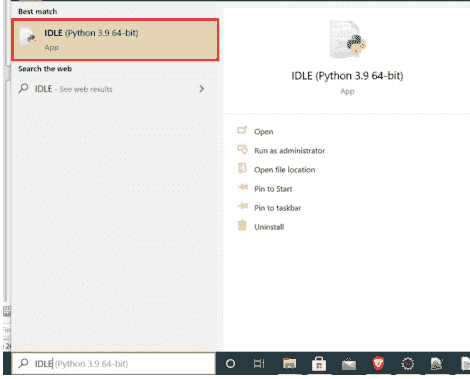 Best match
IDLE (Python 3.9 64-bit)
App
Search the web
IDLE - See web results
IDLE (Python 3.9 64-bit)
App
Open
Run as administrator
Open file location
Pin to Start
Pin to taskbar
Uninstall
IDLE (Python 3.9 64-bit)